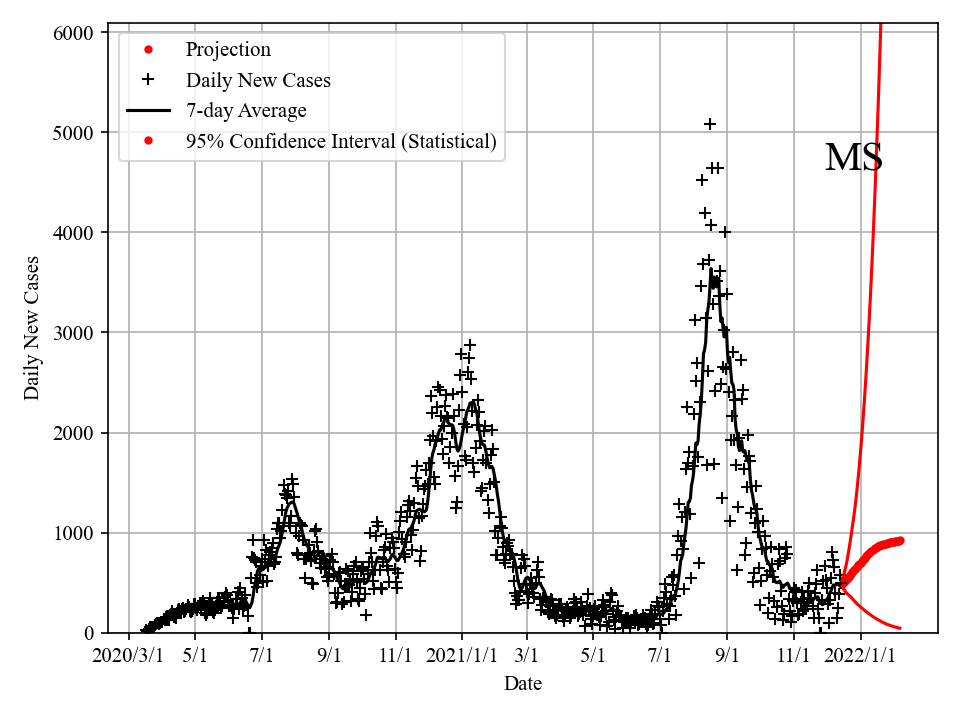 6000
5000
4000
3000
2000
1000
0
Daily New Cases
Projection
Daily New Cases
7-day Average
95% Confidence Interval (Statistical)
MS
2020/3/1 5/1 7/1 9/1 11/1 2021/1/1 3/1 5/1 7/1 9/1 11/1 2022/1/1
Date